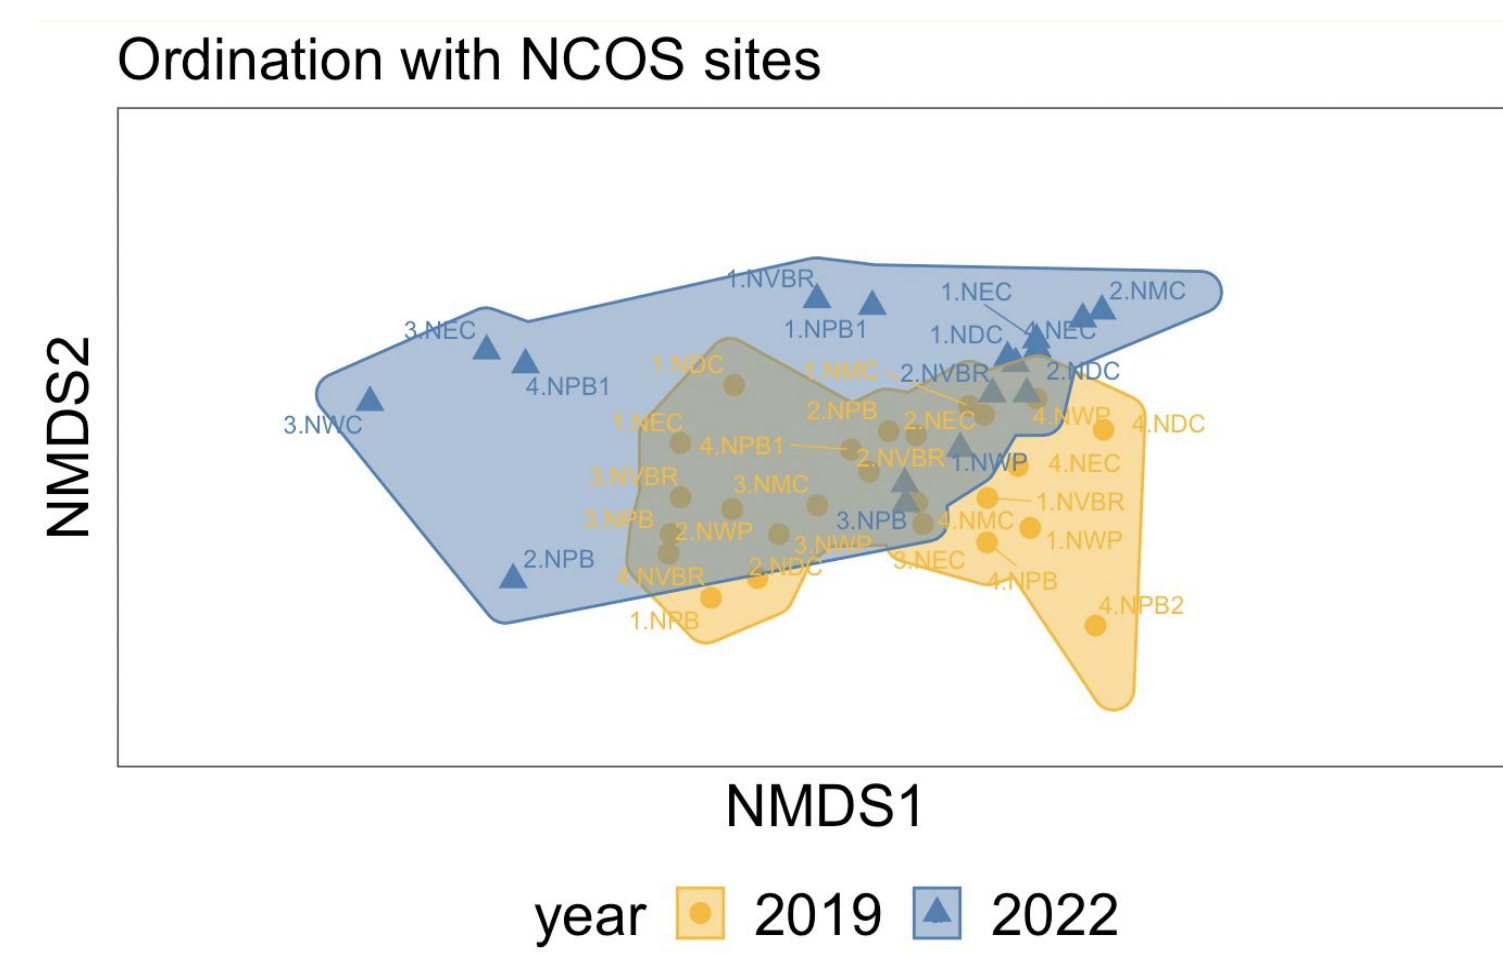 Ordination with NCOS sites
NMDS2
1.NVBR
1.NEC
2.NMC
3.NEC
1.NPB1
1.NDC
4.NEC
1.NDC
1.NMC
2.NVBR
2.NDC
4.NPB1
3.NWC
2.NPB
2.NEC
4.NWP
4.NDC
1.NEC
4.NPB1
2.NVBR
1.NWP
4.NEC
3.NVBR
3.NMC
1.NVBR
3.NPB
2.NWP
3.NPB
4.NMC
1.NWP
2.NPB
3.NWP
3.NEC
4.NVBR
2.NDC
4.NPB
1.NPB
4.NPB2
NMDS1
year 2019 2022